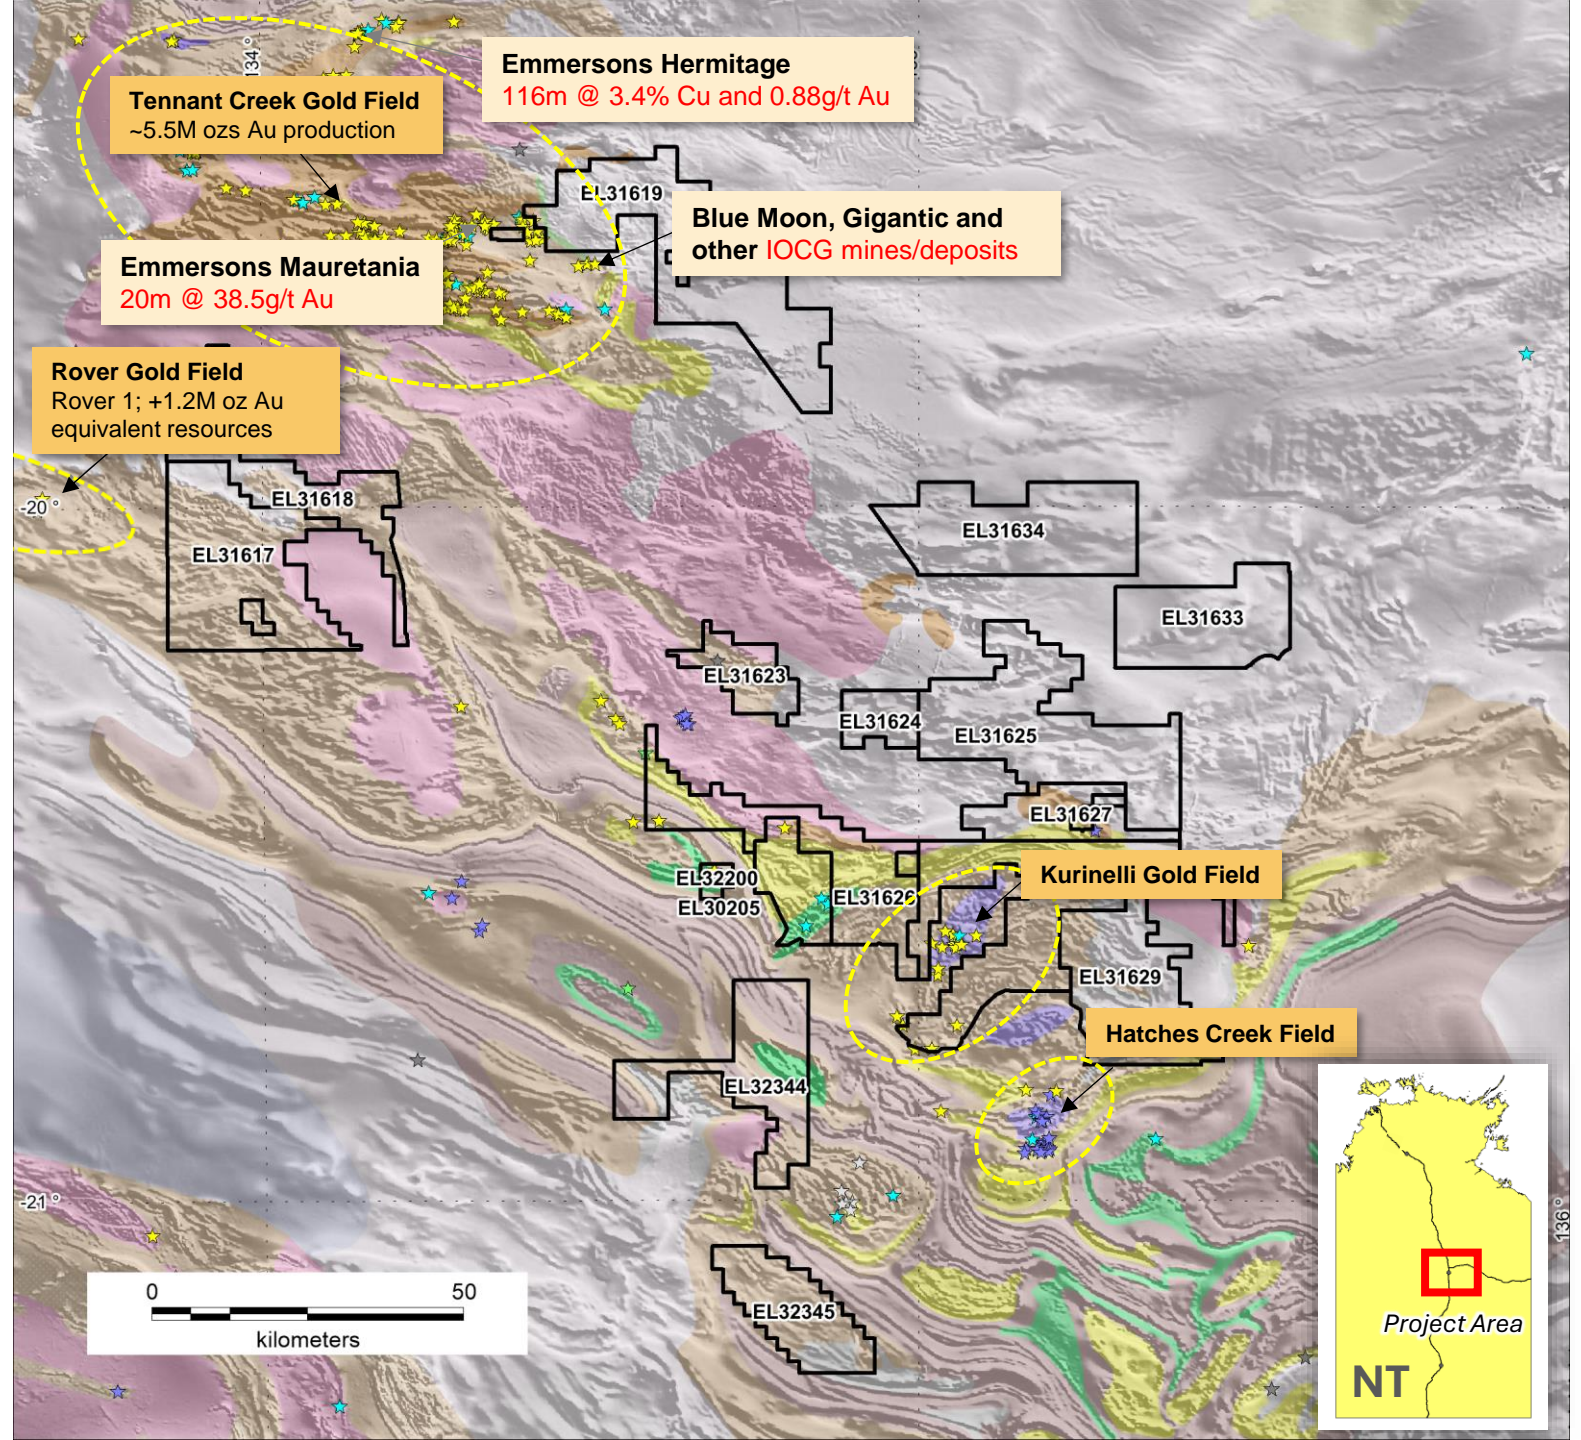 Emmersons Hermitage
116m @ 3.4% Cu and 0.88g/t Au
134 °
Tennant Creek Gold Field
~5.5M ozs Au production
EL31619
Blue Moon, Gigantic and
other IOCG mines/deposits
Emmersons Mauretania
20m @ 38.5g/t Au
Rover Gold Field
Rover 1; +1.2M oz Au
equivalent resources
-20 °
EL31618
EL31617
EL31634
EL31633
EL31623
EL31624
EL31625
EL31627
EL32200
EL30205
EL31626
Kurinelli Gold Field
EL31629
Hatches Creek Field
EL32344
-21 °
136 °
0 50
kilometers
EL32345
Project Area
NT